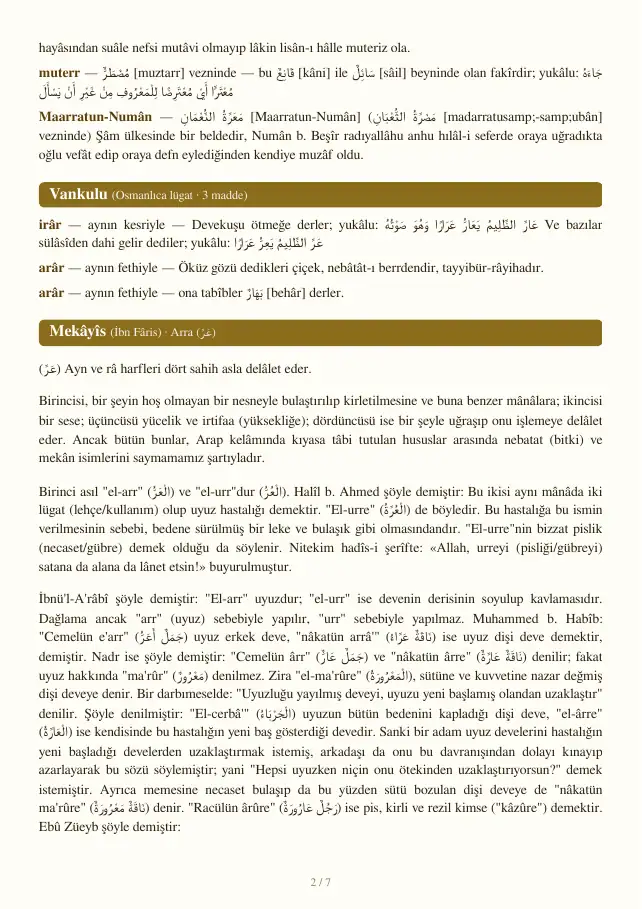 hayâsından suâle nefsi mutâvi olmayıp lâkin lisân-ı hâlle muteriz ola.
muterr — مُضْطَرٌّ [muztarr] vezninde — bu قَانِعٌ [kâni] ile سَائِلٌ [sâil] beyninde olan fakîrdir; yukâlu: جَاءَهُ
مُعْتَرًّا أَيْ مُعْتَرِضًا لِلْمَعْرُوفِ مِنْ غَيْرِ أَنْ يَسْأَلَ
Maarratun-Numân — مَعَرَّةُ النُّعْمَانِ [Maarratun-Numân] (مَضَرَّةُ الثُّعْبَانِ [madarratusamp;-samp;ubân]
vezninde) Şâm ülkesinde bir beldedir, Numân b. Beşîr radıyallâhu anhu hılâl-i seferde oraya uğradıkta
oğlu vefât edip oraya defn eylediğinden kendiye muzâf oldu.
Vankulu (Osmanlıca lügat · 3 madde)
irâr — aynın kesriyle — Devekuşu ötmeğe derler; yukâlu: عَارَّ الظَّلِيمُ يَعَارُّ عَرَارًا وَهُوَ صَوْتُهُ Ve bazılar
sülâsîden dahi gelir dediler; yukâlu: عَرَّ الظَّلِيمُ يَعِرُّ عَرَارًا
arâr — aynın fethiyle — Öküz gözü dedikleri çiçek, nebâtât-ı berrdendir, tayyibür-râyihadır.
arâr — aynın fethiyle — ona tabîbler بَهَارٌ [behâr] derler.
Mekâyîs (İbn Fâris) · Arra (عَرَّ)
(عَرَّ) Ayn ve râ harfleri dört sahih asla delâlet eder.
Birincisi, bir şeyin hoş olmayan bir nesneyle bulaştırılıp kirletilmesine ve buna benzer mânâlara; ikincisi
bir sese; üçüncüsü yücelik ve irtifaa (yüksekliğe); dördüncüsü ise bir şeyle uğraşıp onu işlemeye delâlet
eder. Ancak bütün bunlar, Arap kelâmında kıyasa tâbi tutulan hususlar arasında nebatat (bitki) ve
mekân isimlerini saymamamız şartıyladır.
Birinci asıl "el-arr" (الْعَرُّ) ve "el-urr"dur (الْعُرُّ). Halîl b. Ahmed şöyle demiştir: Bu ikisi aynı mânâda iki
lügat (lehçe/kullanım) olup uyuz hastalığı demektir. "El-urre" (الْعُرَّةُ) de böyledir. Bu hastalığa bu ismin
verilmesinin sebebi, bedene sürülmüş bir leke ve bulaşık gibi olmasındandır. "El-urre"nin bizzat pislik
(necaset/gübre) demek olduğu da söylenir. Nitekim hadîs-i şerîfte: «Allah, urreyi (pisliği/gübreyi)
satana da alana da lânet etsin!» buyurulmuştur.
İbnü'l-A'râbî şöyle demiştir: "El-arr" uyuzdur; "el-urr" ise devenin derisinin soyulup kavlamasıdır.
Dağlama ancak "arr" (uyuz) sebebiyle yapılır, "urr" sebebiyle yapılmaz. Muhammed b. Habîb:
"Cemelün e'arr" (جَمَلٌ أَعَرُّ) uyuz erkek deve, "nâkatün arrâ'" (نَاقَةٌ عَرَّاءُ) ise uyuz dişi deve demektir,
demiştir. Nadr ise şöyle demiştir: "Cemelün ârr" (جَمَلٌ عَارٌّ) ve "nâkatün ârre" (نَاقَةٌ عَارَّةٌ) denilir; fakat
uyuz hakkında "ma'rûr" (مَعْرُورٌ) denilmez. Zira "el-ma'rûre" (الْمَعْرُورَةُ), sütüne ve kuvvetine nazar değmiş
dişi deveye denir. Bir darbımeselde: "Uyuzluğu yayılmış deveyi, uyuzu yeni başlamış olandan uzaklaştır"
denilir. Şöyle denilmiştir: "El-cerbâ'" (الْجَرْبَاءُ) uyuzun bütün bedenini kapladığı dişi deve, "el-ârre"
(الْعَارَّةُ) ise kendisinde bu hastalığın yeni baş gösterdiği devedir. Sanki bir adam uyuz develerini hastalığın
yeni başladığı develerden uzaklaştırmak istemiş, arkadaşı da onu bu davranışından dolayı kınayıp
azarlayarak bu sözü söylemiştir; yani "Hepsi uyuzken niçin onu ötekinden uzaklaştırıyorsun?" demek
istemiştir. Ayrıca memesine necaset bulaşıp da bu yüzden sütü bozulan dişi deveye de "nâkatün
ma'rûre" (نَاقَةٌ مَعْرُورَةٌ) denir. "Racülün ârûre" (رَجُلٌ عَارُورَةٌ) ise pis, kirli ve rezil kimse ("kâzûre") demektir.
Ebû Züeyb şöyle demiştir:
2 / 7